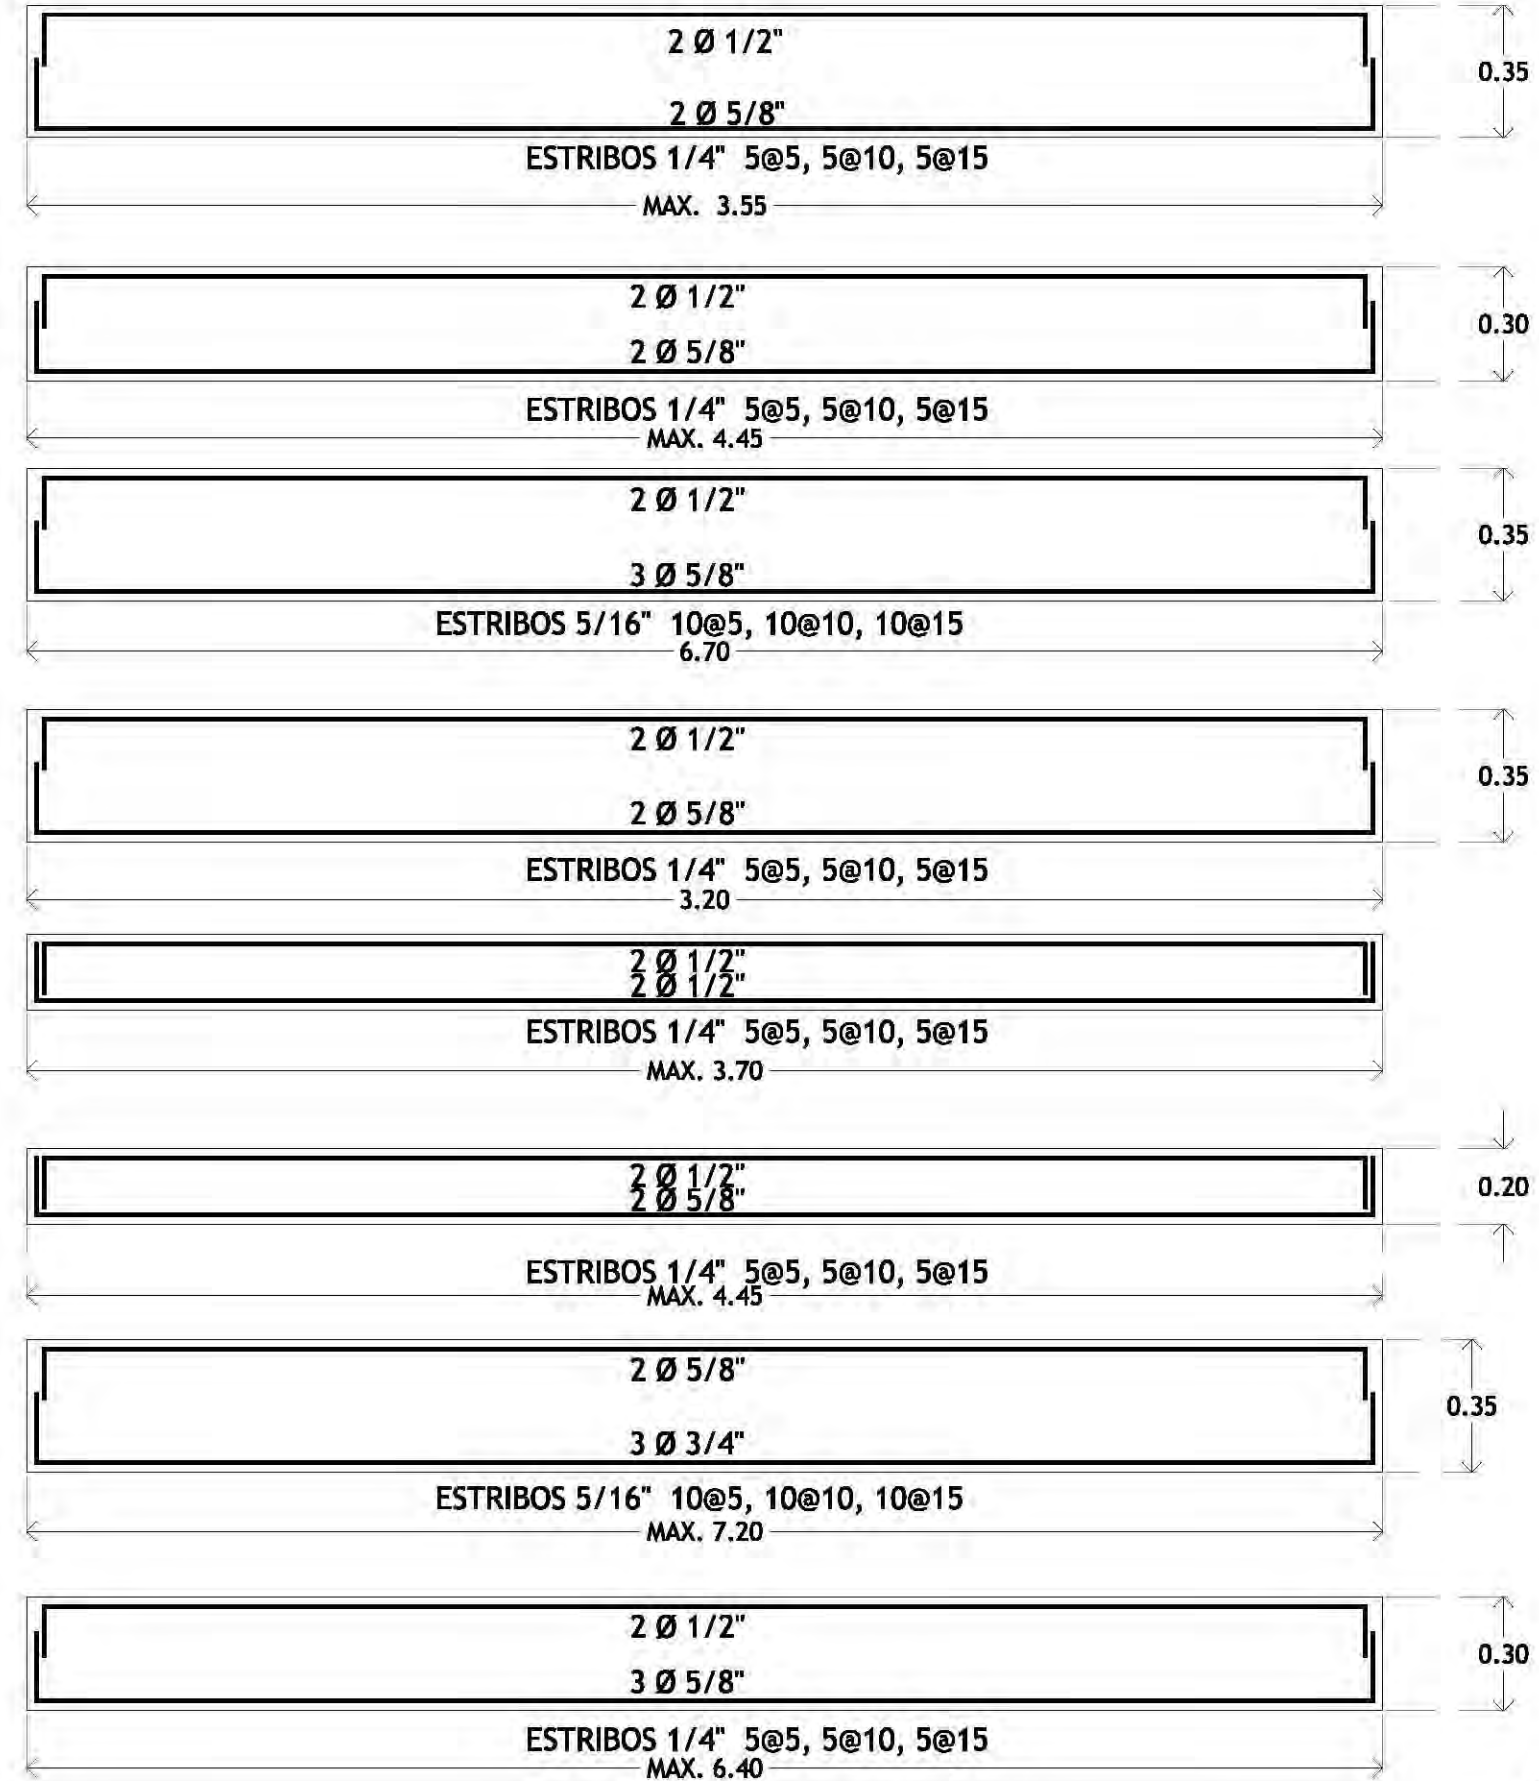 2 Ø 1/2"
0.35
2 Ø 5/8"
ESTRIBOS 1/4" 5@5, 5@10, 5@15
MAX. 3.55
2 Ø 1/2"
0.30
2 Ø 5/8"
ESTRIBOS 1/4" 5@5, 5@10, 5@15
MAX. 4.45
2 Ø 1/2"
0.35
3 Ø 5/8"
ESTRIBOS 5/16" 10@5, 10@10, 10@15
6.70
2 Ø 1/2"
0.35
2 Ø 5/8"
ESTRIBOS 1/4" 5@5, 5@10, 5@15
3.20
2 Ø 1/2"
2 Ø 1/2"
ESTRIBOS 1/4" 5@5, 5@10, 5@15
MAX. 3.70
2 Ø 1/2"
0.20
2 Ø 5/8"
ESTRIBOS 1/4" 5@5, 5@10, 5@15
MAX. 4.45
2 Ø 5/8"
0.35
3 Ø 3/4"
ESTRIBOS 5/16" 10@5, 10@10, 10@15
MAX. 7.20
2 Ø 1/2"
0.30
3 Ø 5/8"
ESTRIBOS 1/4" 5@5, 5@10, 5@15
MAX. 6.40